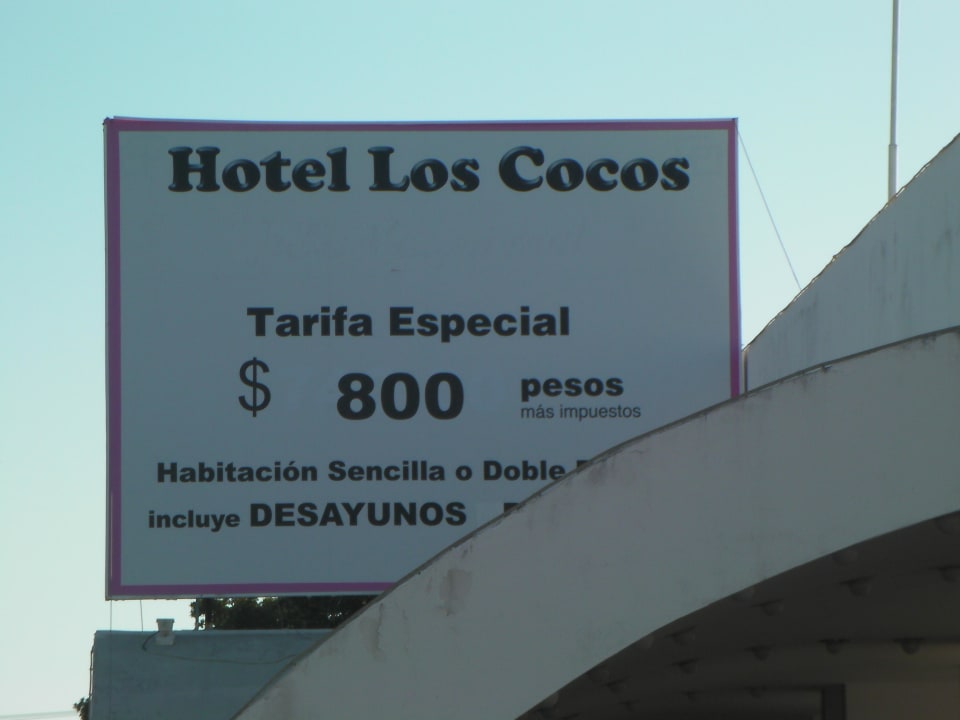 Hotel Los Cocos
Tarifa Especial
$ 800 pesos
más impuestos
Habitación Sencilla o Doble
incluye DESAYUNOS